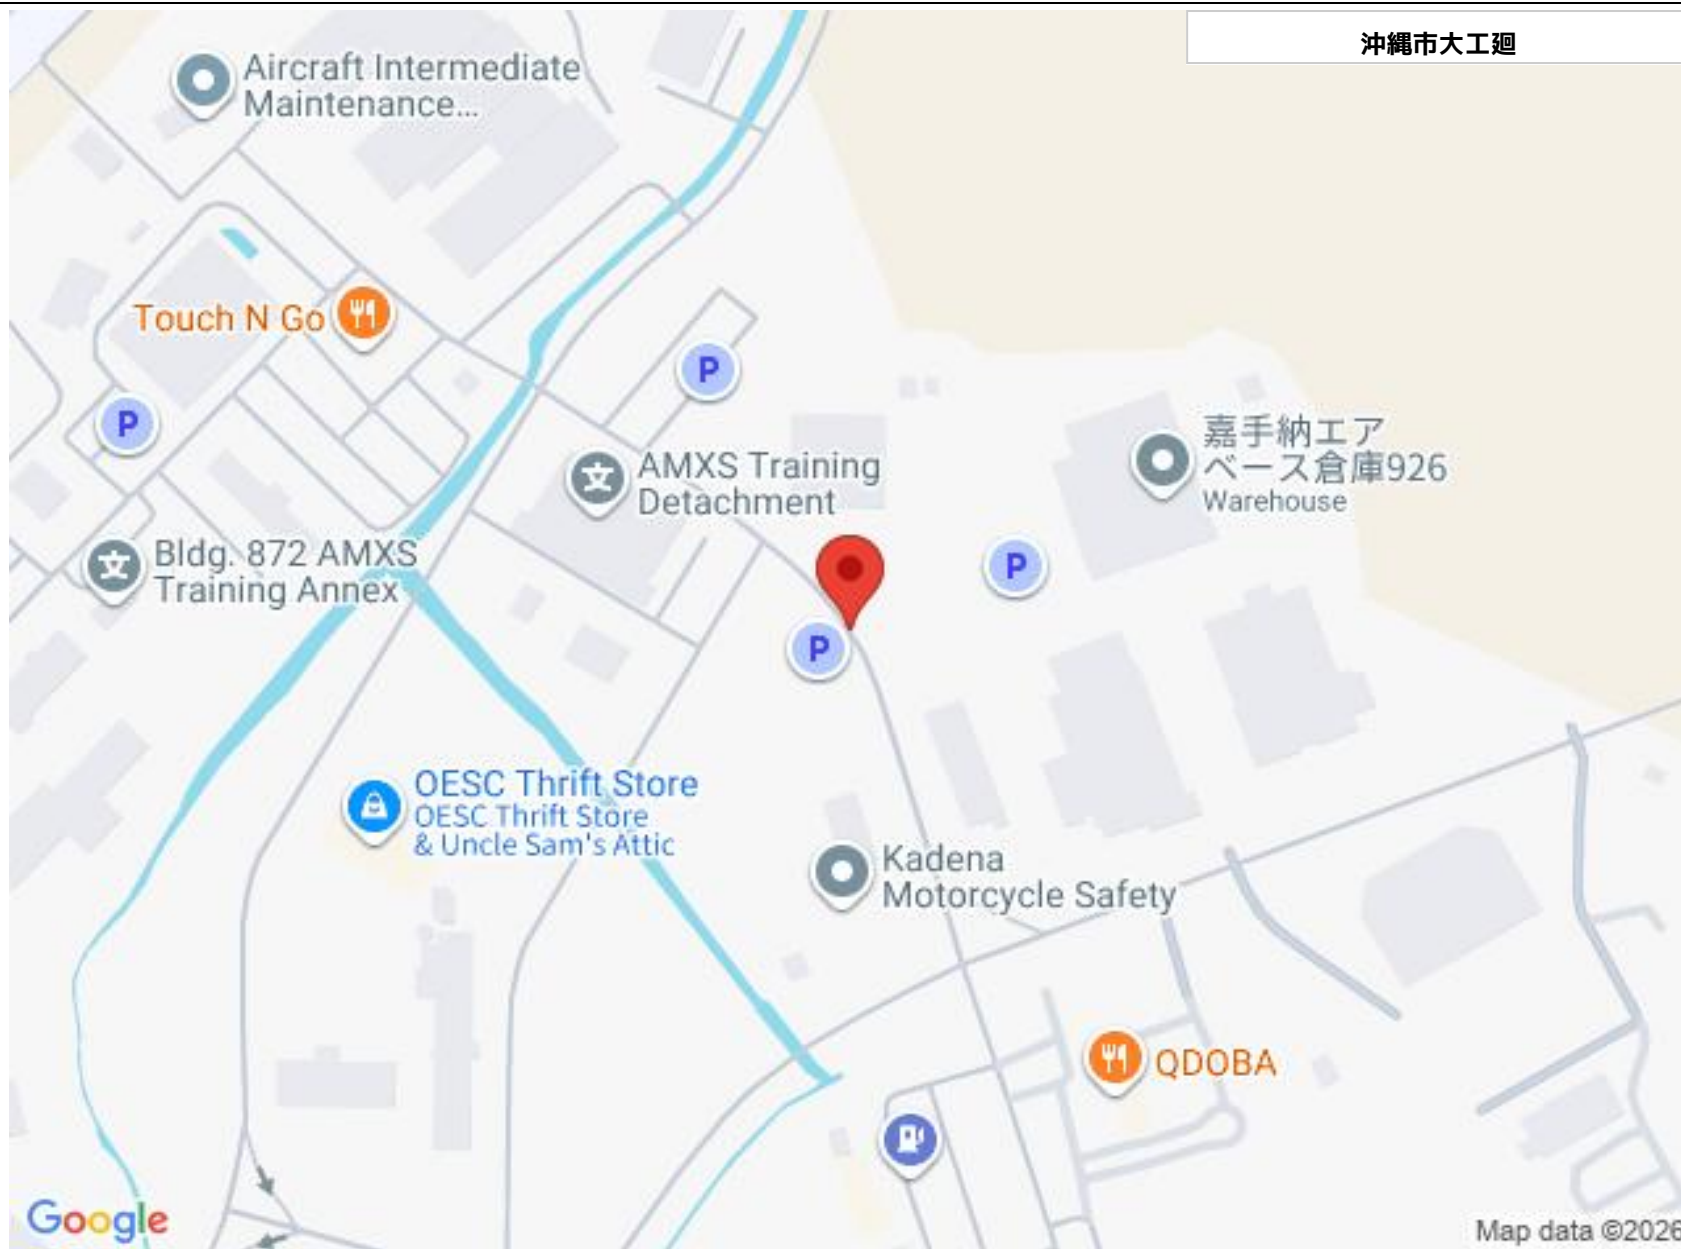 沖縄市大工廻
Aircraft Intermediate
Maintenance...
Touch N Go
P
P
AMXS Training
Detachment
嘉手納エア
ベース倉庫926
Warehouse
Bldg. 872 AMXS
Training Annex
P
P
OESC Thrift Store
OESC Thrift Store
& Uncle Sam's Attic
Kadena
Motorcycle Safety
QDOBA
Google
Map data ©2026